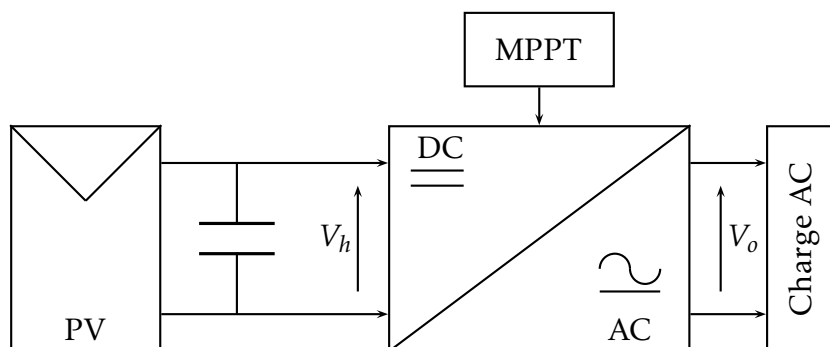 MPPT
DC
V_h
V_o
Charge AC
PV
AC